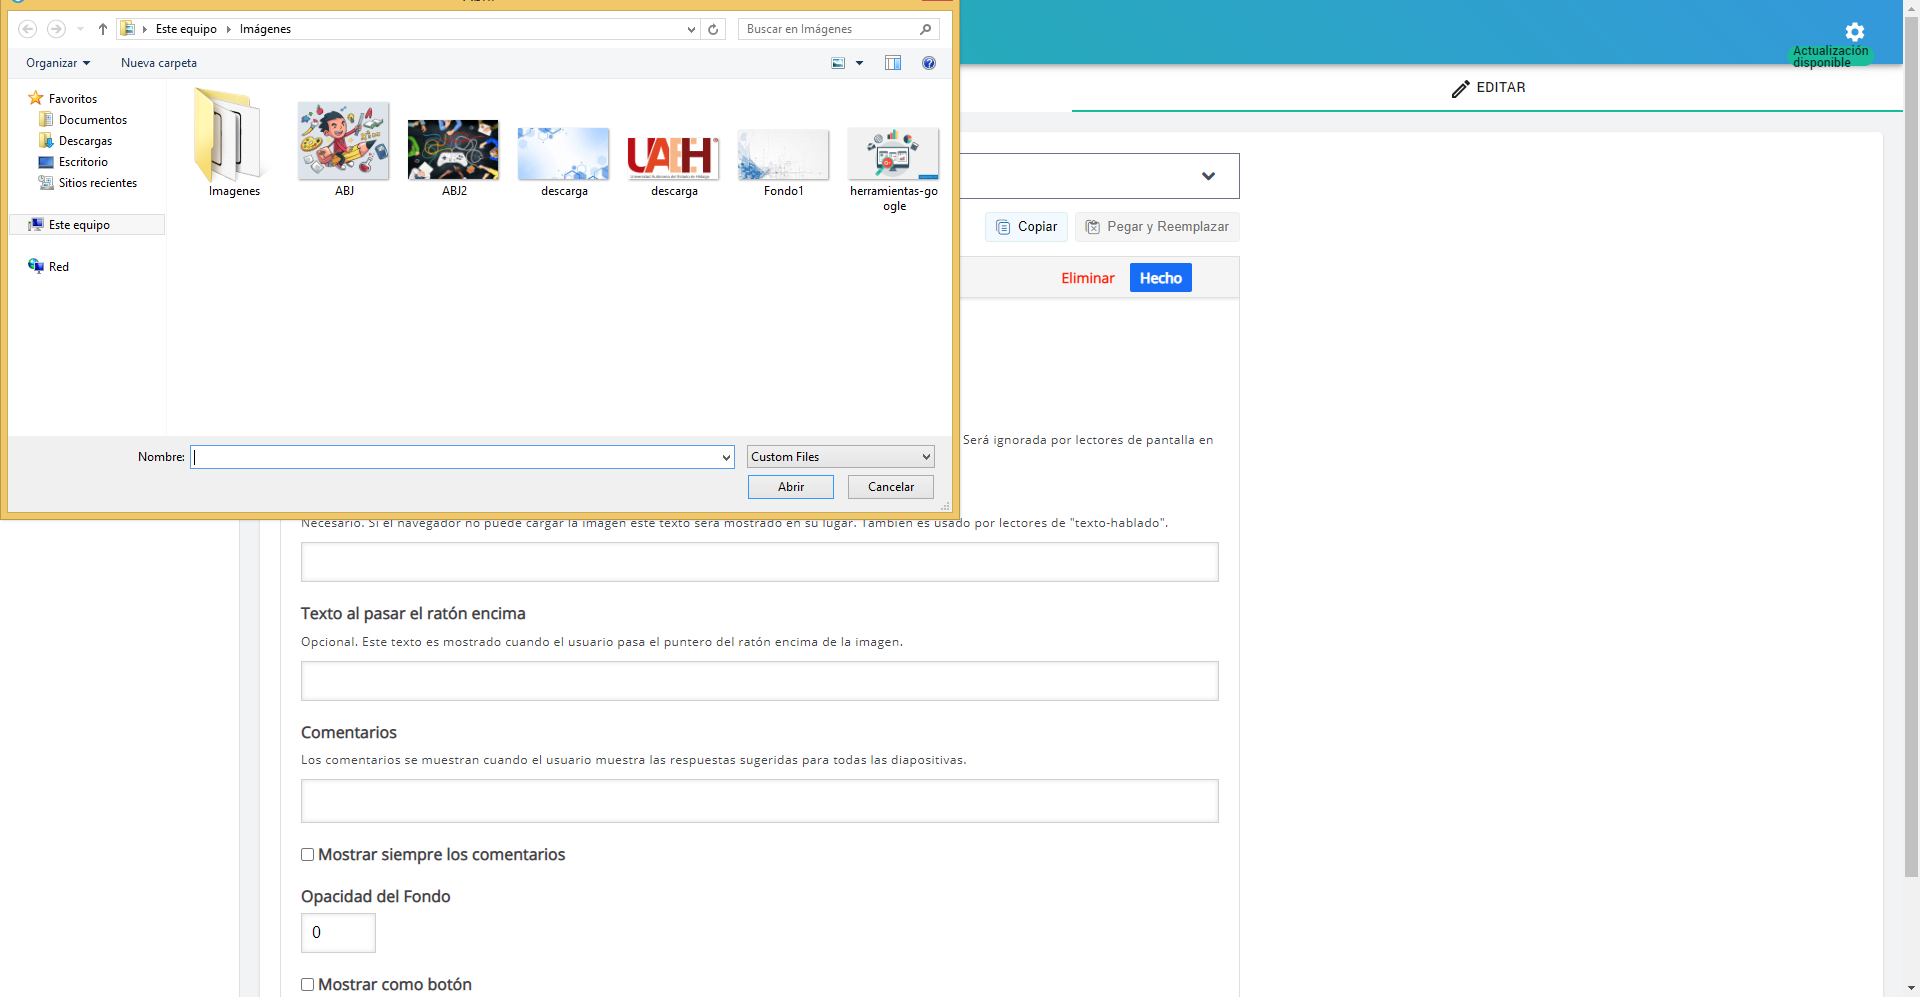 Este equipo
Imágenes
Buscar en Imágenes
Organizar
Nueva carpeta
Favoritos
Documentos
Descargas
Escritorio
Sitios recientes
Este equipo
Red
Imagenes
ABJ
ABJ2
descarga
UAEH
descarga
Fondo1
herramientas-go
ogle
Nombre:
Custom Files
Abrir
Cancelar
Actualización
disponible
EDITAR
Copiar
Pegar y Reemplazar
Eliminar
Hecho
Será ignorada por lectores de pantalla en
Necesario. Si el navegador no puede cargar la imagen este texto será mostrado en su lugar. También es usado por lectores de "texto-hablado".
Texto al pasar el ratón encima
Opcional. Este texto es mostrado cuando el usuario pasa el puntero del ratón encima de la imagen.
Comentarios
Los comentarios se muestran cuando el usuario muestra las respuestas sugeridas para todas las diapositivas.
Mostrar siempre los comentarios
Opacidad del Fondo
0
Mostrar como botón